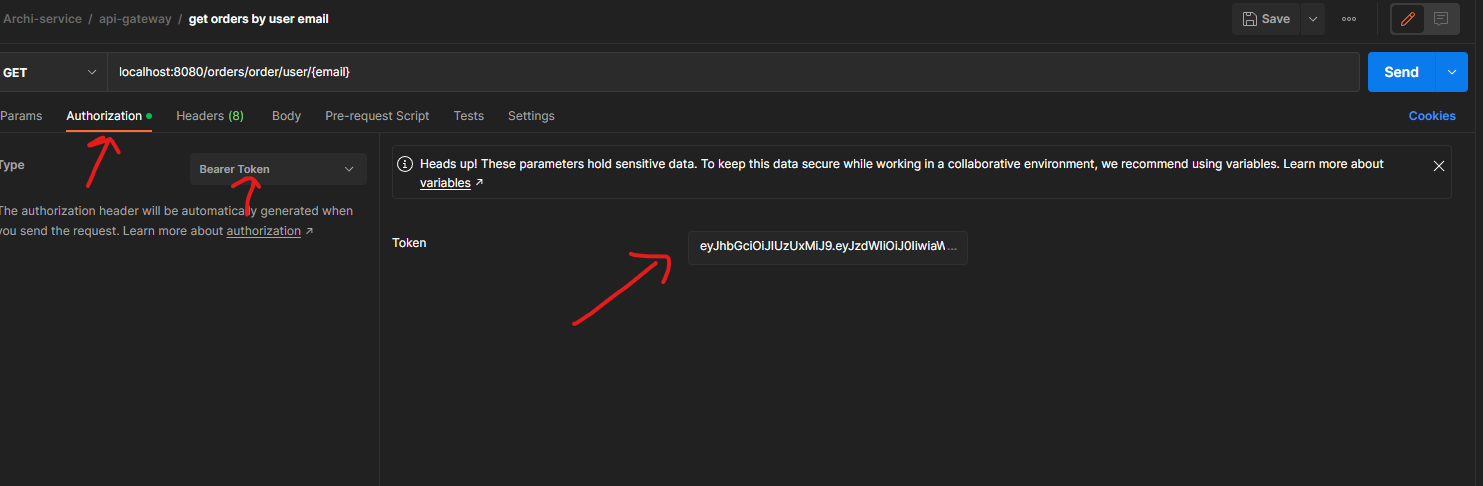 Archi-service / api-gateway / get orders by user email
Save
GET
localhost:8080/orders/order/user/{email}
Send
Params Authorization Headers (8) Body Pre-request Script Tests Settings
Cookies
Type
Bearer Token
The authorization header will be automatically generated when
you send the request. Learn more about authorization ↗
Heads up! These parameters hold sensitive data. To keep this data secure while working in a collaborative environment, we recommend using variables. Learn more about
variables ↗
Token
eyJhbGciOiJIUzUxMiJ9.eyJzdWIiOiJ0IiwiaW...